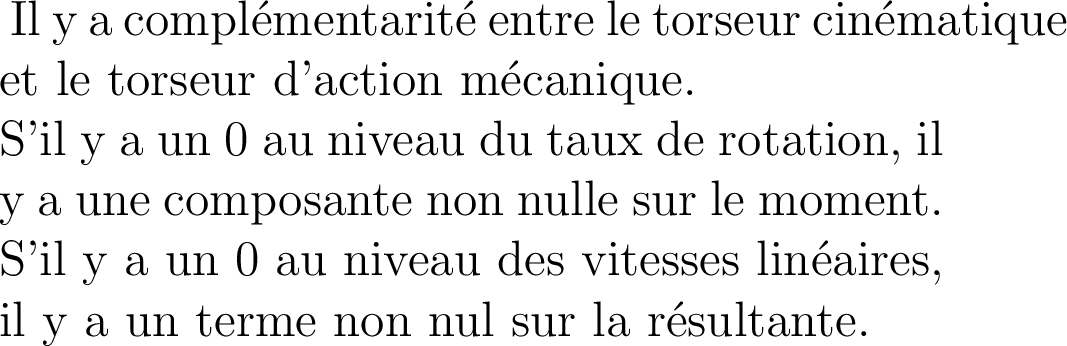 Il y a complémentarité entre le torseur cinématique
et le torseur d'action mécanique.
S'il y a un 0 au niveau du taux de rotation, il
y a une composante non nulle sur le moment.
S'il y a un 0 au niveau des vitesses linéaires,
il y a un terme non nul sur la résultante.